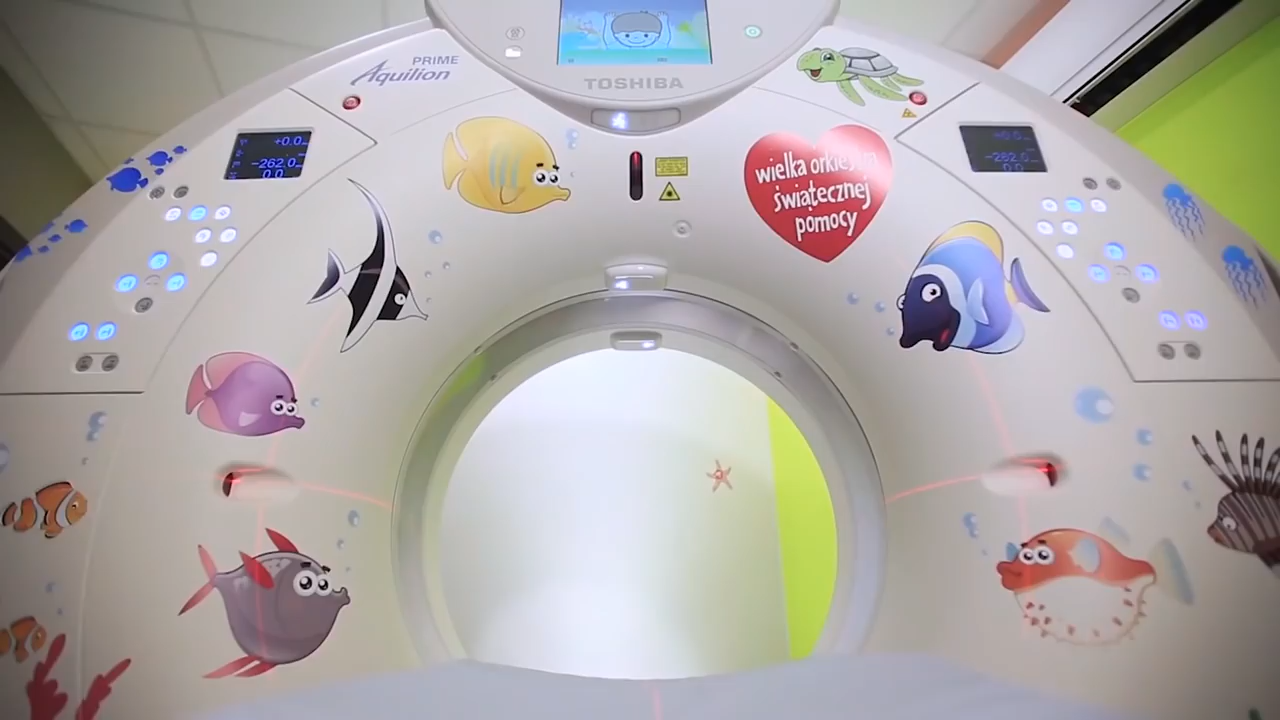 PRIME
Aquilion
TOSHIBA
+0.0
-262.0
0.0
wielka orkiestra
świątecznej
pomocy
+0.0
-262.0
0.0